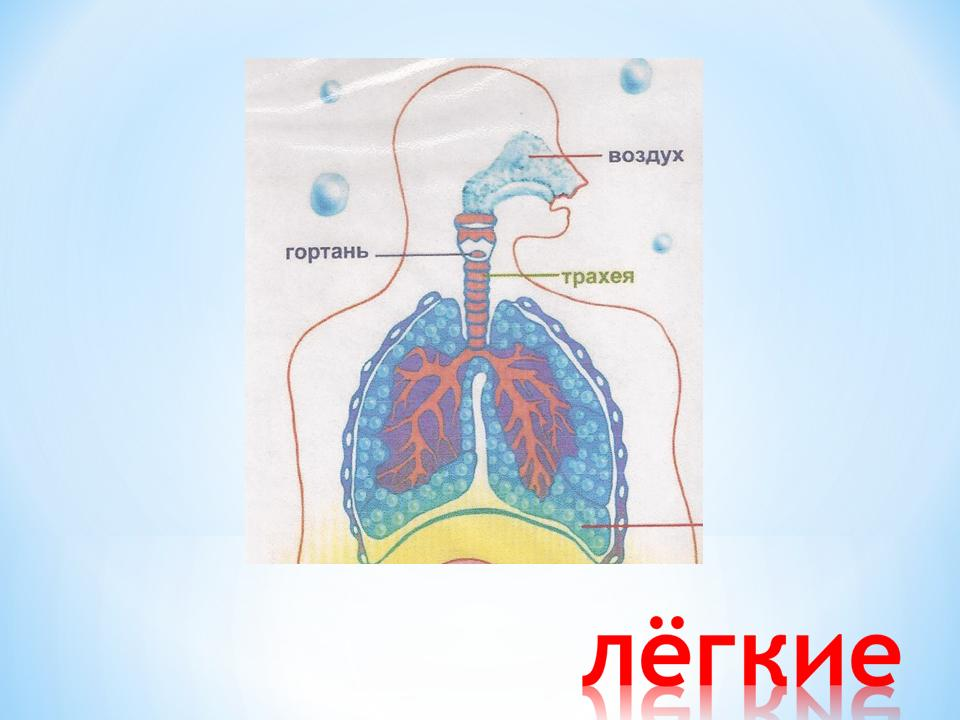 воздух
гортань
трахея
лёгкие